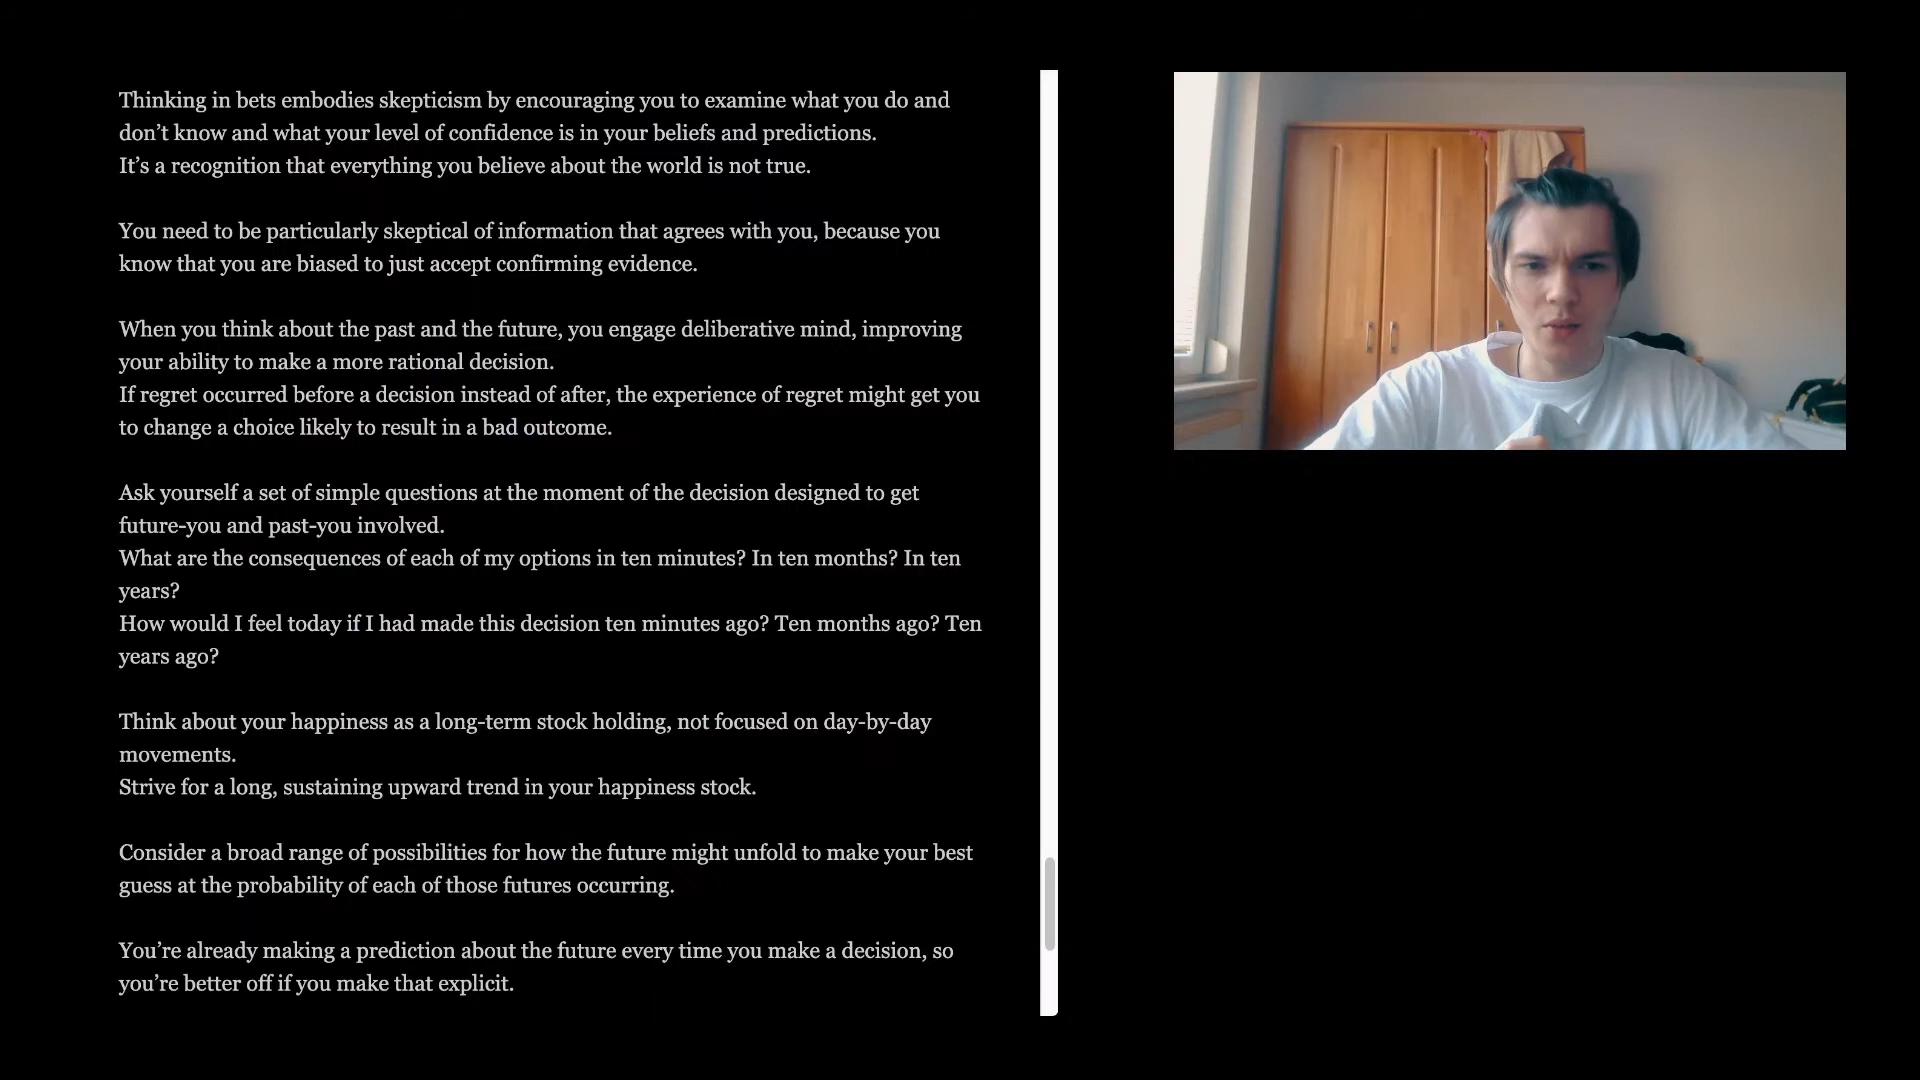 Thinking in bets embodies skepticism by encouraging you to examine what you do and
don’t know and what your level of confidence is in your beliefs and predictions.
It’s a recognition that everything you believe about the world is not true.
You need to be particularly skeptical of information that agrees with you, because you
know that you are biased to just accept confirming evidence.
When you think about the past and the future, you engage deliberative mind, improving
your ability to make a more rational decision.
If regret occurred before a decision instead of after, the experience of regret might get you
to change a choice likely to result in a bad outcome.
Ask yourself a set of simple questions at the moment of the decision designed to get
future-you and past-you involved.
What are the consequences of each of my options in ten minutes? In ten months? In ten
years?
How would I feel today if I had made this decision ten minutes ago? Ten months ago? Ten
years ago?
Think about your happiness as a long-term stock holding, not focused on day-by-day
movements.
Strive for a long, sustaining upward trend in your happiness stock.
Consider a broad range of possibilities for how the future might unfold to make your best
guess at the probability of each of those futures occurring.
You’re already making a prediction about the future every time you make a decision, so
you’re better off if you make that explicit.